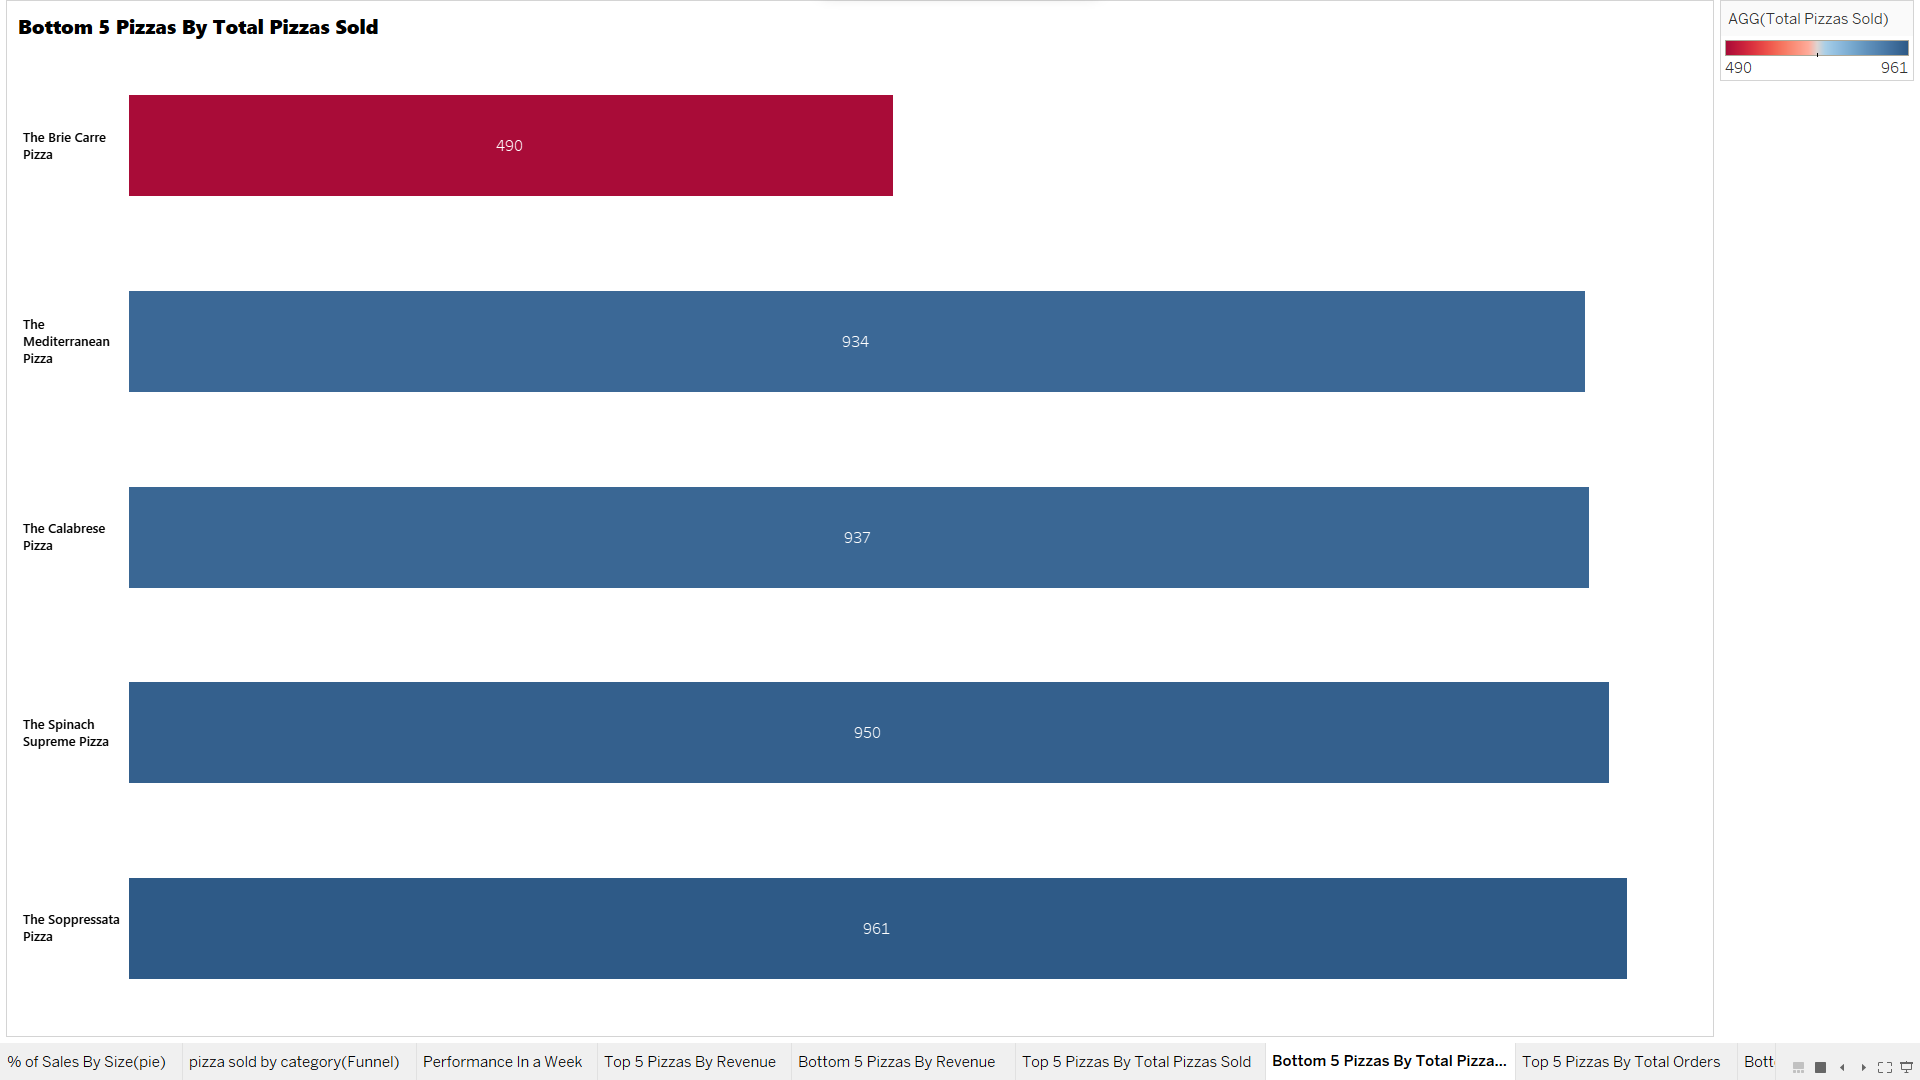 Bottom 5 Pizzas By Total Pizzas Sold
AGG(Total Pizzas Sold)
490
961
The Brie Carre
Pizza
490
The
Mediterranean
Pizza
934
The Calabrese
Pizza
937
The Spinach
Supreme Pizza
950
The Soppressata
Pizza
961
% of Sales By Size(pie)
pizza sold by category(Funnel)
Performance In a Week
Top 5 Pizzas By Revenue
Bottom 5 Pizzas By Revenue
Top 5 Pizzas By Total Pizzas Sold
Bottom 5 Pizzas By Total Pizza...
Top 5 Pizzas By Total Orders
Bott